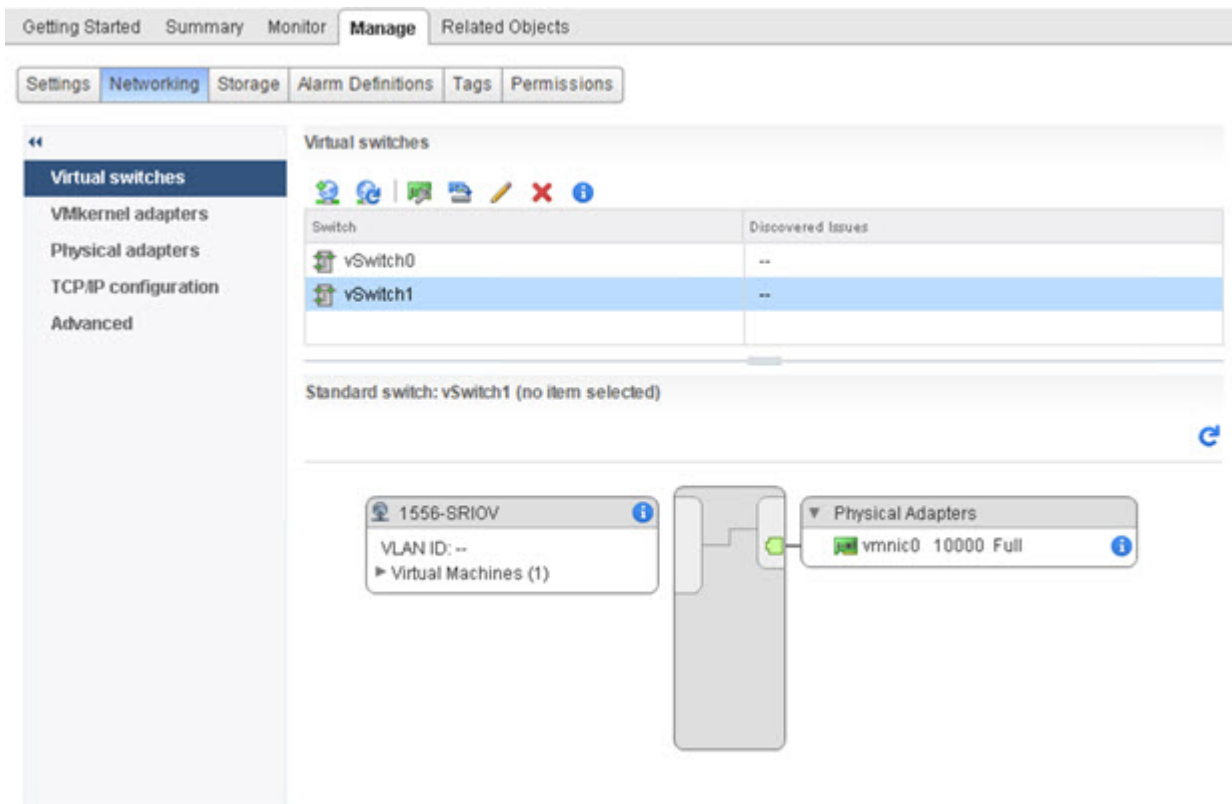 Getting Started Summary Monitor Manage Related Objects
Settings Networking Storage Alarm Definitions Tags Permissions
Virtual switches
VMkernel adapters
Physical adapters
TCP/IP configuration
Advanced
Virtual switches
Switch Discovered Issues
vSwitch0 --
vSwitch1 --
Standard switch: vSwitch1 (no item selected)
1556-SRIOV
VLAN ID: --
Virtual Machines (1)
Physical Adapters
vmnic0 10000 Full